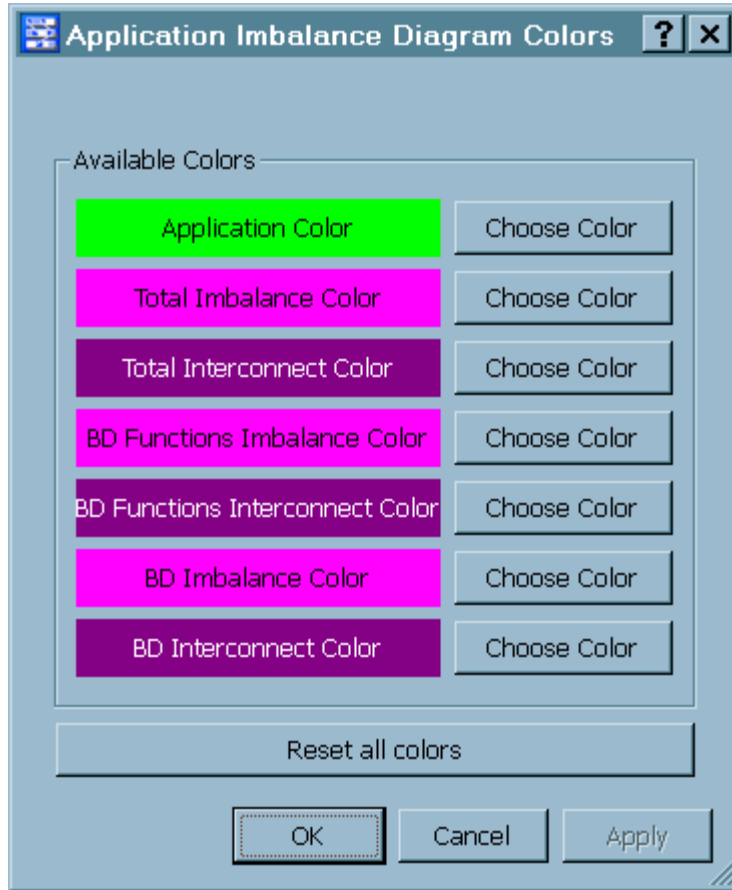 Application Imbalance Diagram Colors ?
Available Colors
Application Color Choose Color
Total Imbalance Color Choose Color
Total Interconnect Color Choose Color
BD Functions Imbalance Color Choose Color
BD Functions Interconnect Color Choose Color
BD Imbalance Color Choose Color
BD Interconnect Color Choose Color
Reset all colors
OK Cancel Apply